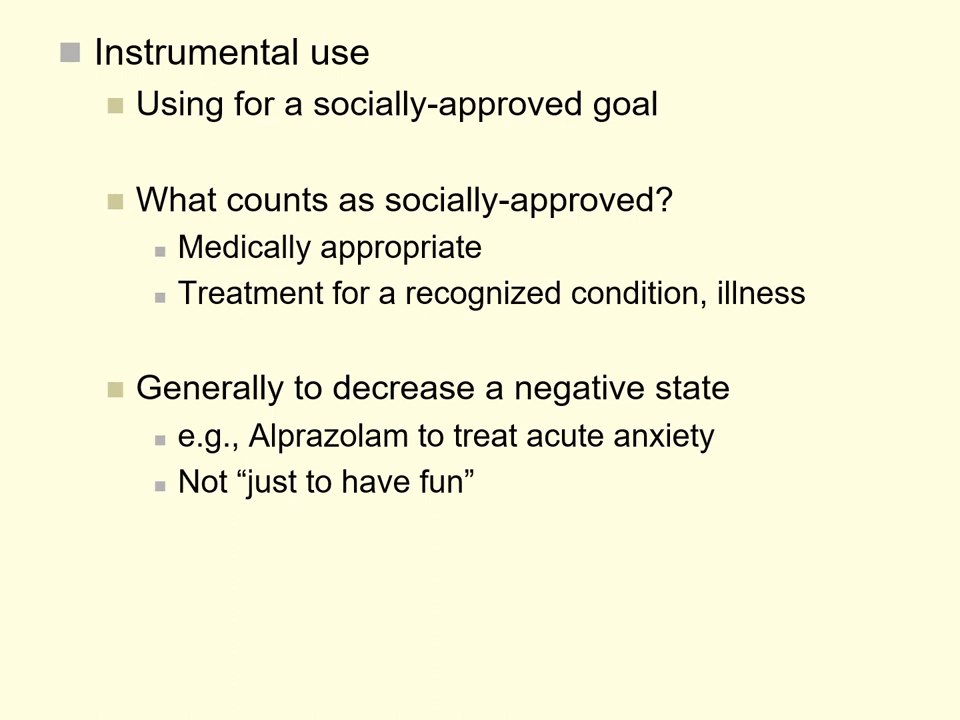 Instrumental use
Using for a socially-approved goal
What counts as socially-approved?
Medically appropriate
Treatment for a recognized condition, illness
Generally to decrease a negative state
e.g., Alprazolam to treat acute anxiety
Not “just to have fun”